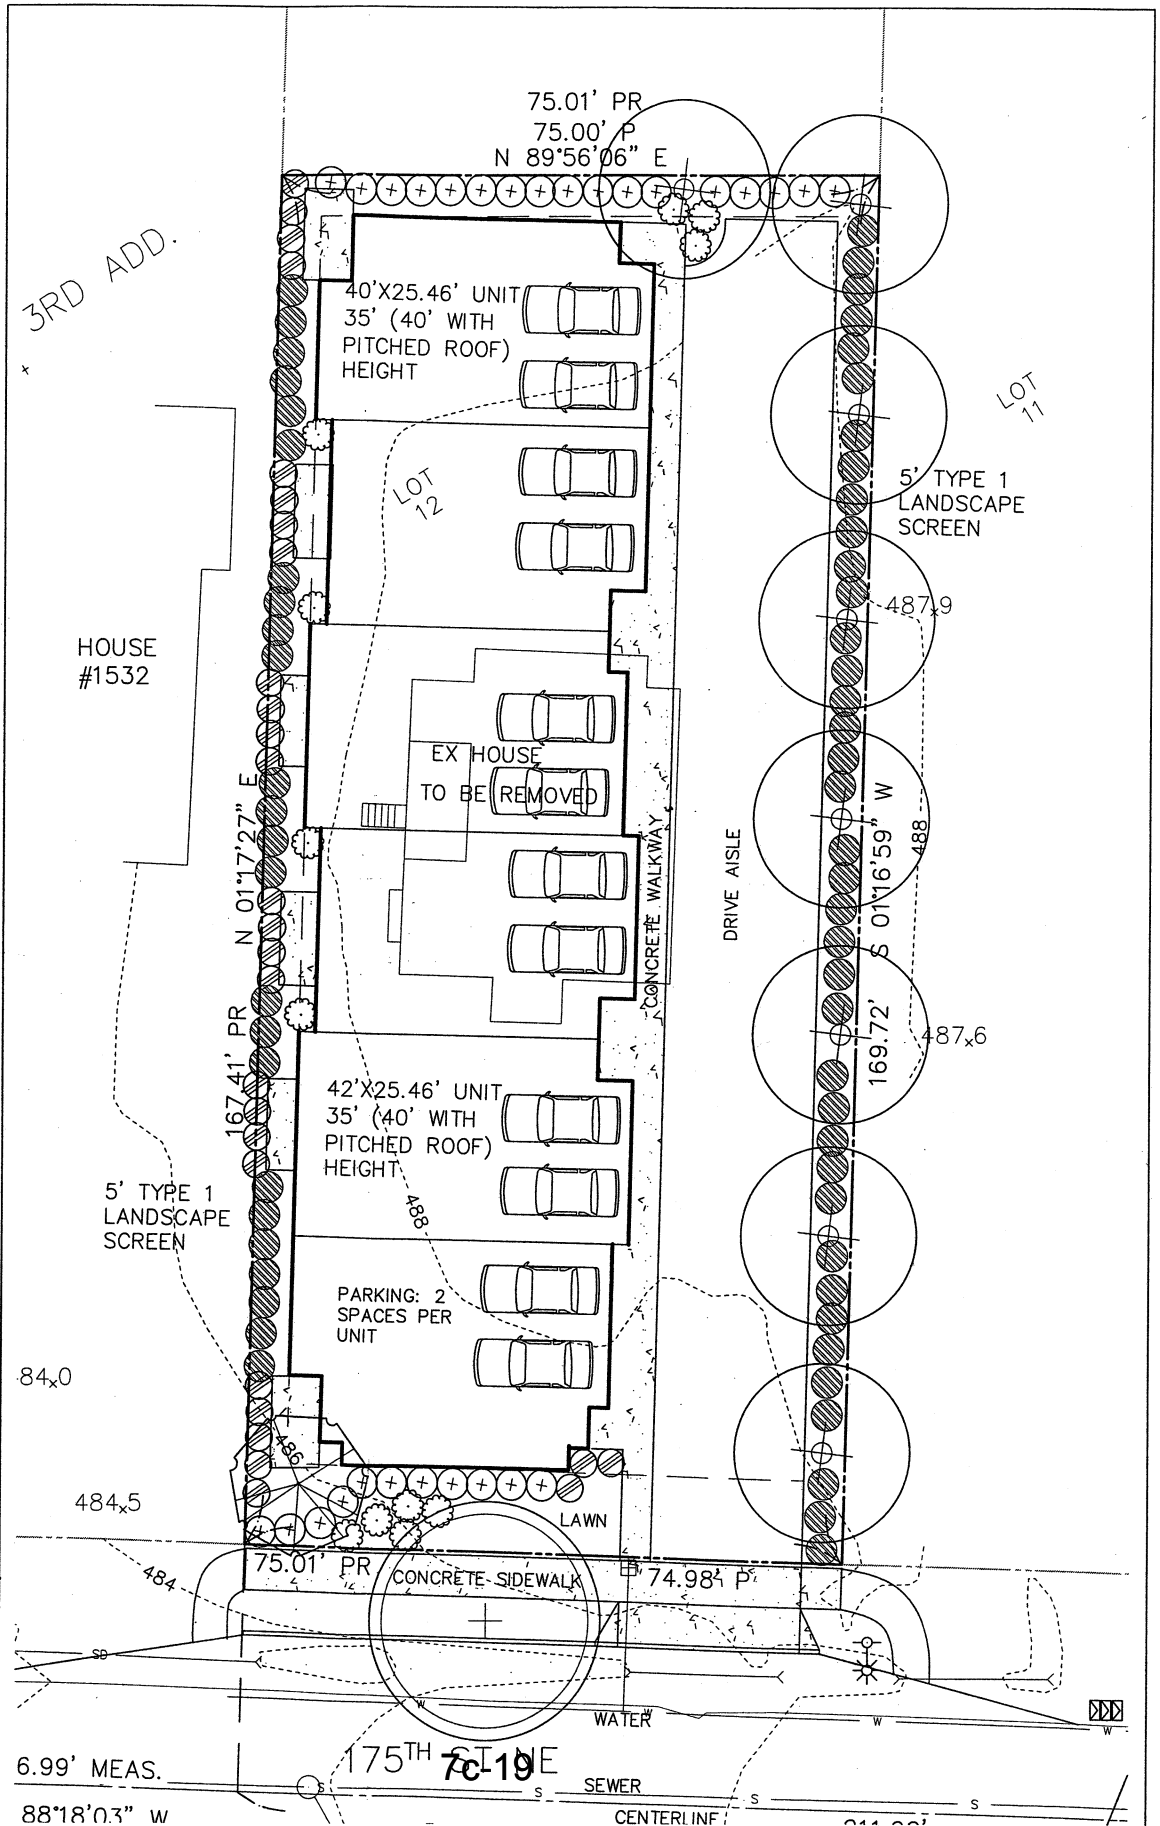 75.01' PR
75.00' P
N 89°56'06" E
3RD ADD.
40'X25.46' UNIT
35' (40' WITH
PITCHED ROOF)
HEIGHT
LOT
11
LOT
12
5' TYPE 1
LANDSCAPE
SCREEN
487x9
HOUSE
#1532
EX HOUSE
TO BE REMOVED
N 01°17'27" E
167.41' PR
CONCRETE WALKWAY
DRIVE AISLE
S 01°16'59" W
169.72'
488
487x6
42'X25.46' UNIT
35' (40' WITH
PITCHED ROOF)
HEIGHT
488
5' TYPE 1
LANDSCAPE
SCREEN
PARKING: 2
SPACES PER
UNIT
84x0
486
484x5
LAWN
75.01' PR
CONCRETE SIDEWALK
74.98' P
484
SD
W
W
WATER
W
W
175TH ST NE
7c-19
6.99' MEAS.
S
SEWER
S
S
S
88°18'03" W
CENTERLINE